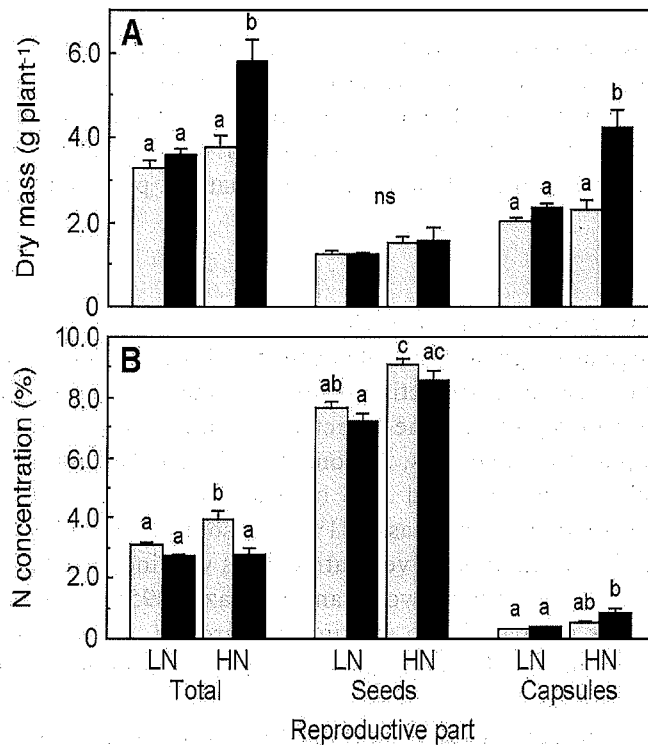 A
Dry mass (g plant⁻¹)
6.0
4.0
2.0
0
a a a b
ns
a a a b
B
N concentration (%)
10.0
8.0
6.0
4.0
2.0
0
a a b a
ab a c ac
a a ab b
LN HN LN HN LN HN
Total Seeds Capsules
Reproductive part